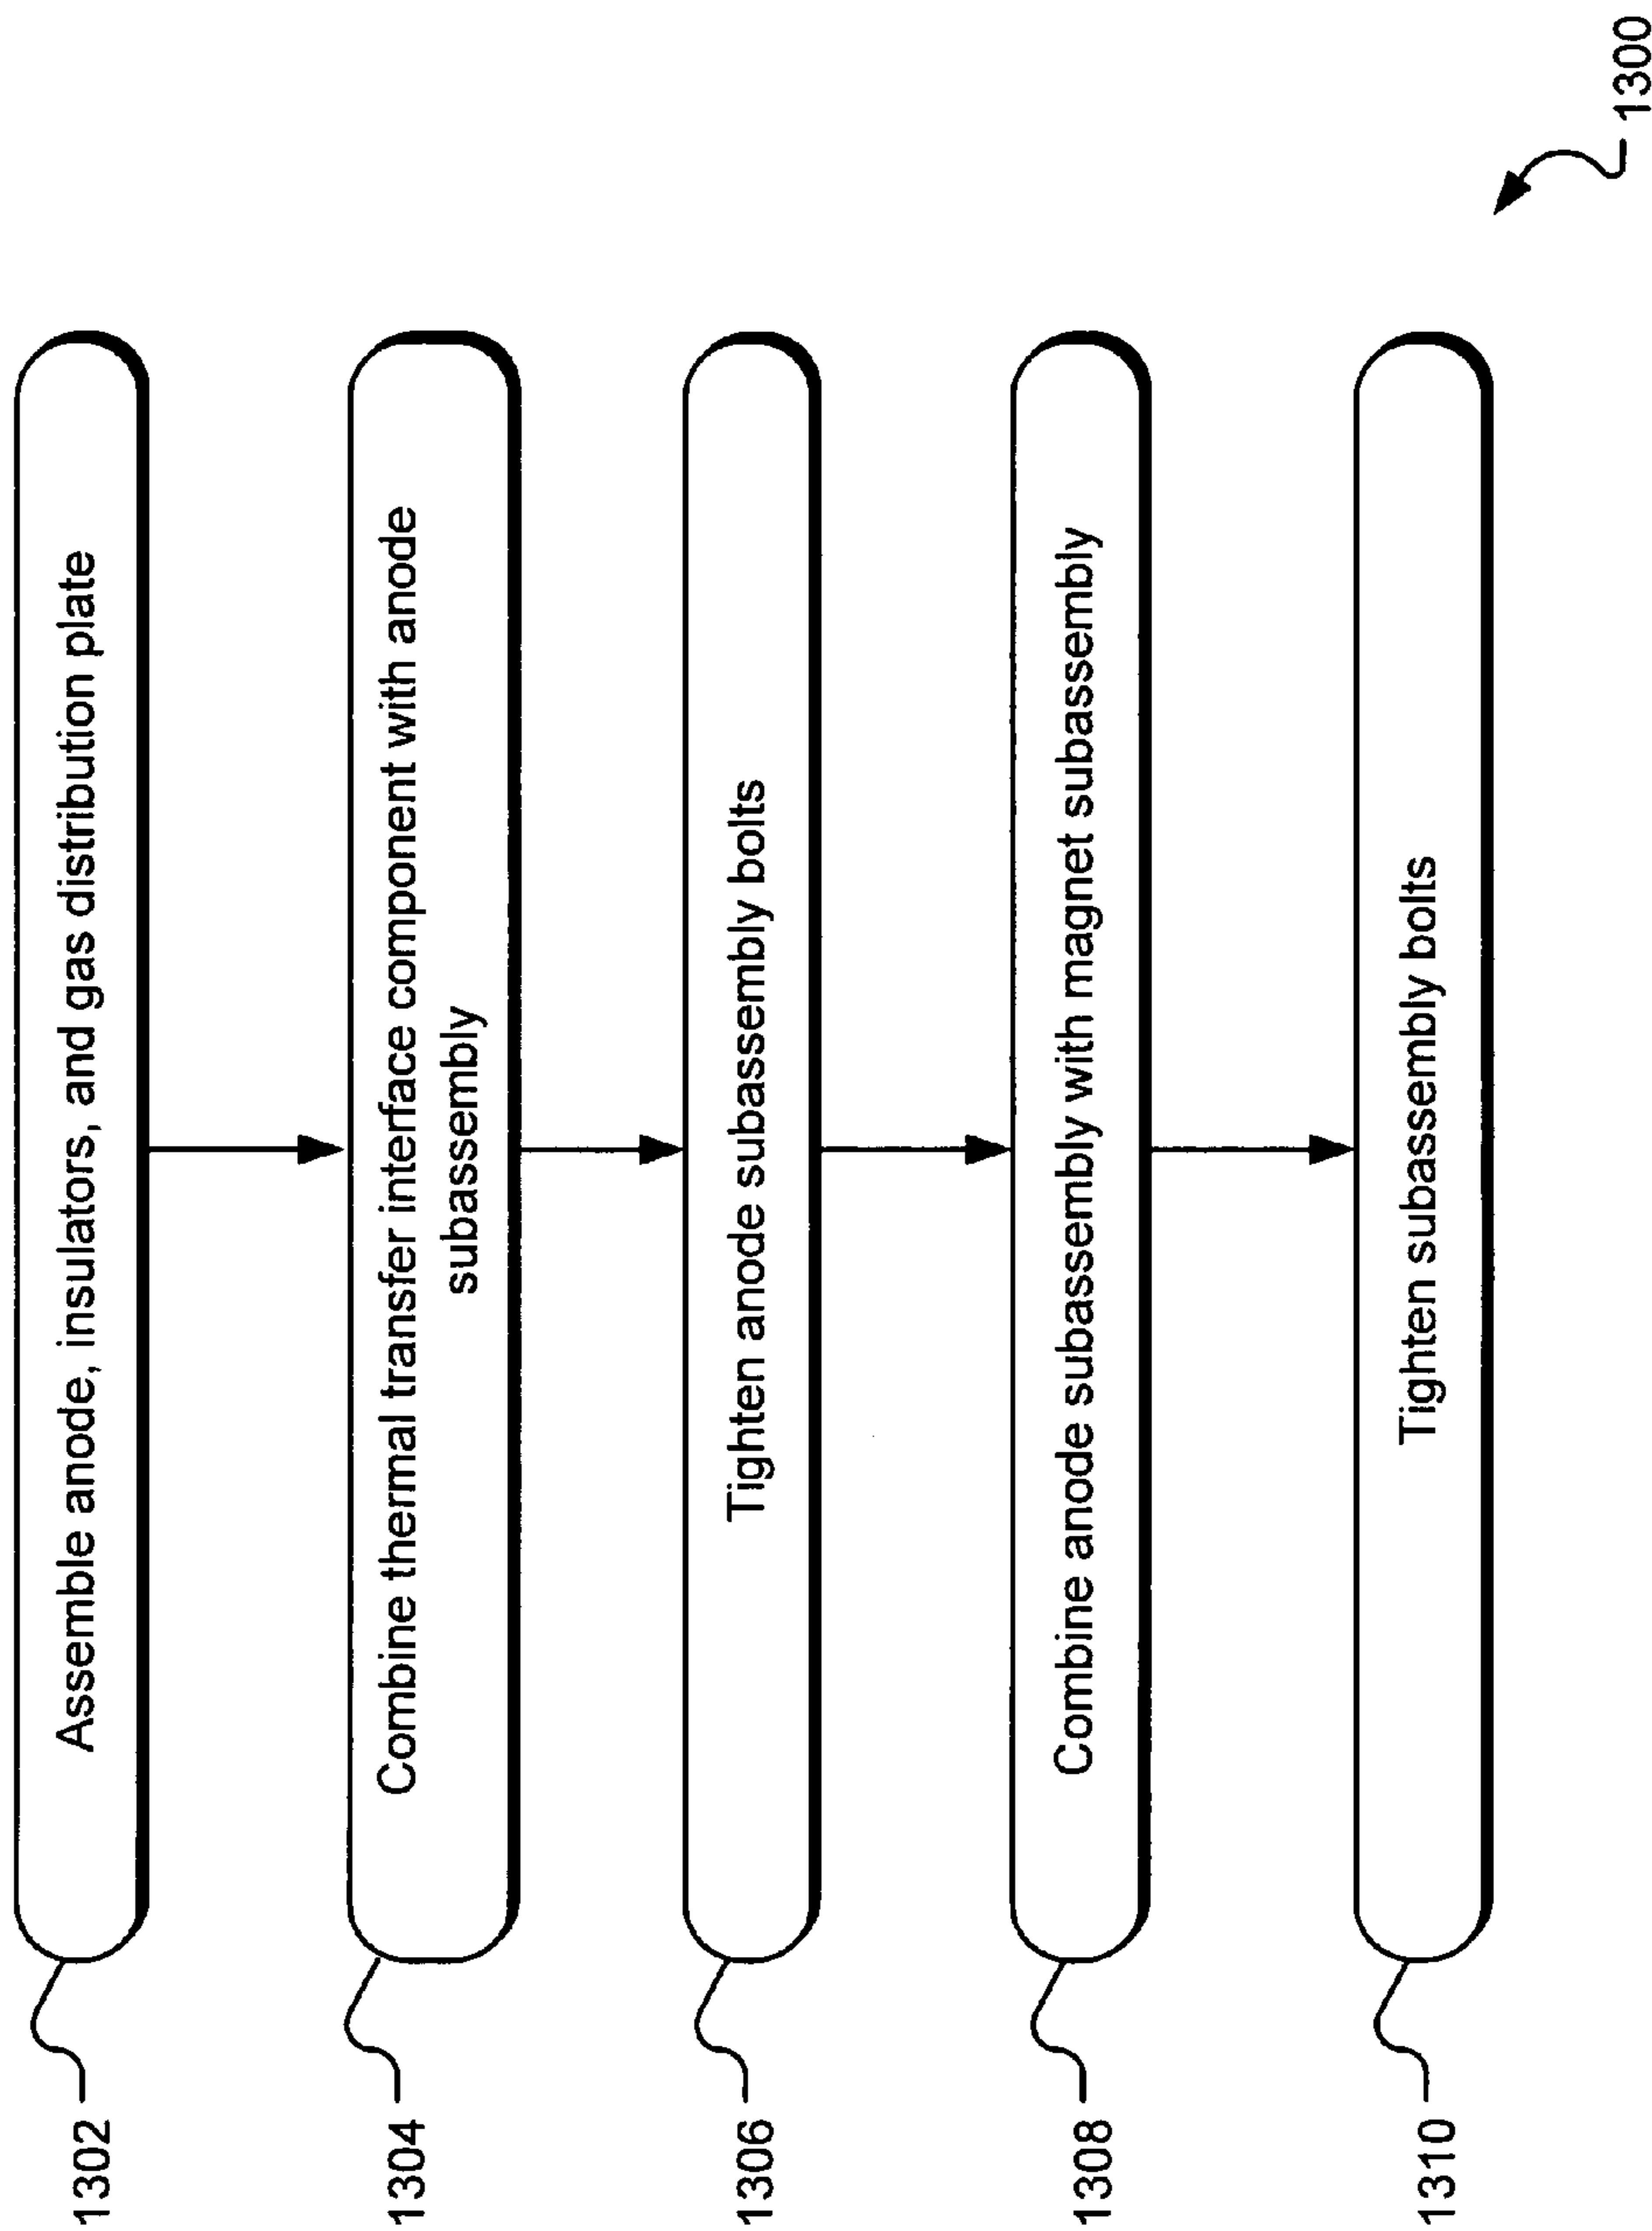 1302
Assemble anode, insulators, and gas distribution plate
1304
Combine thermal transfer interface component with anode
subassembly
1306
Tighten anode subassembly bolts
1308
Combine anode subassembly with magnet subassembly
1310
Tighten subassembly bolts
1300